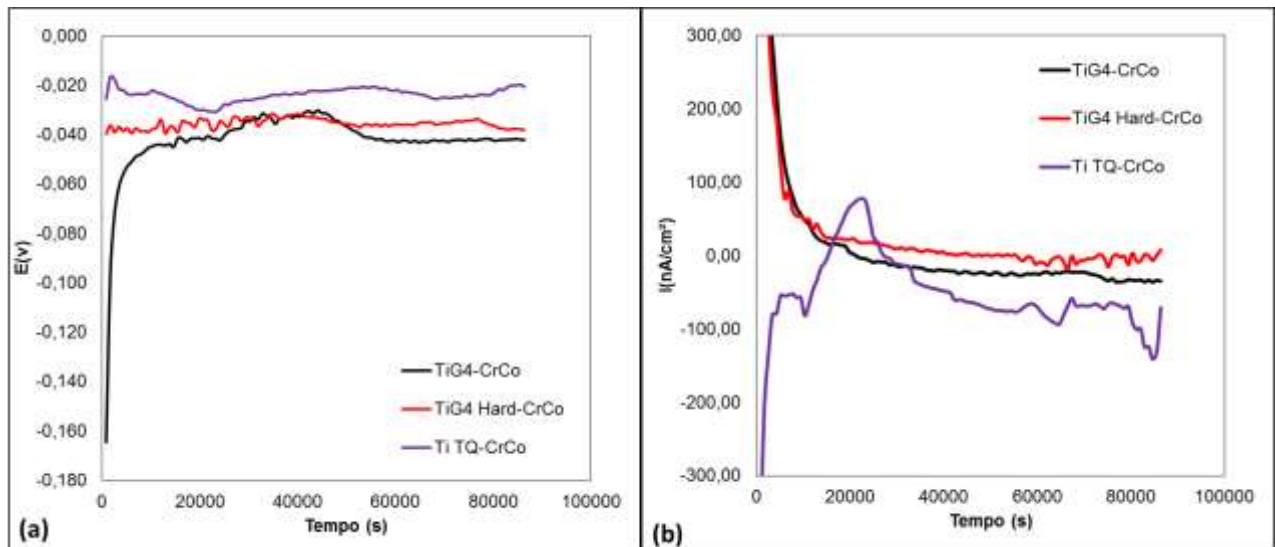 0,000
-0,020
-0,040
-0,060
-0,080
-0,100
-0,120
-0,140
-0,160
-0,180
E(v)
TiG4-CrCo
TiG4 Hard-CrCo
Ti TQ-CrCo
0 20000 40000 60000 80000 100000
Tempo (s)
(a)
300,00
200,00
100,00
0,00
-100,00
-200,00
-300,00
I(nA/cm²)
TiG4-CrCo
TiG4 Hard-CrCo
Ti TQ-CrCo
0 20000 40000 60000 80000 100000
Tempo (s)
(b)